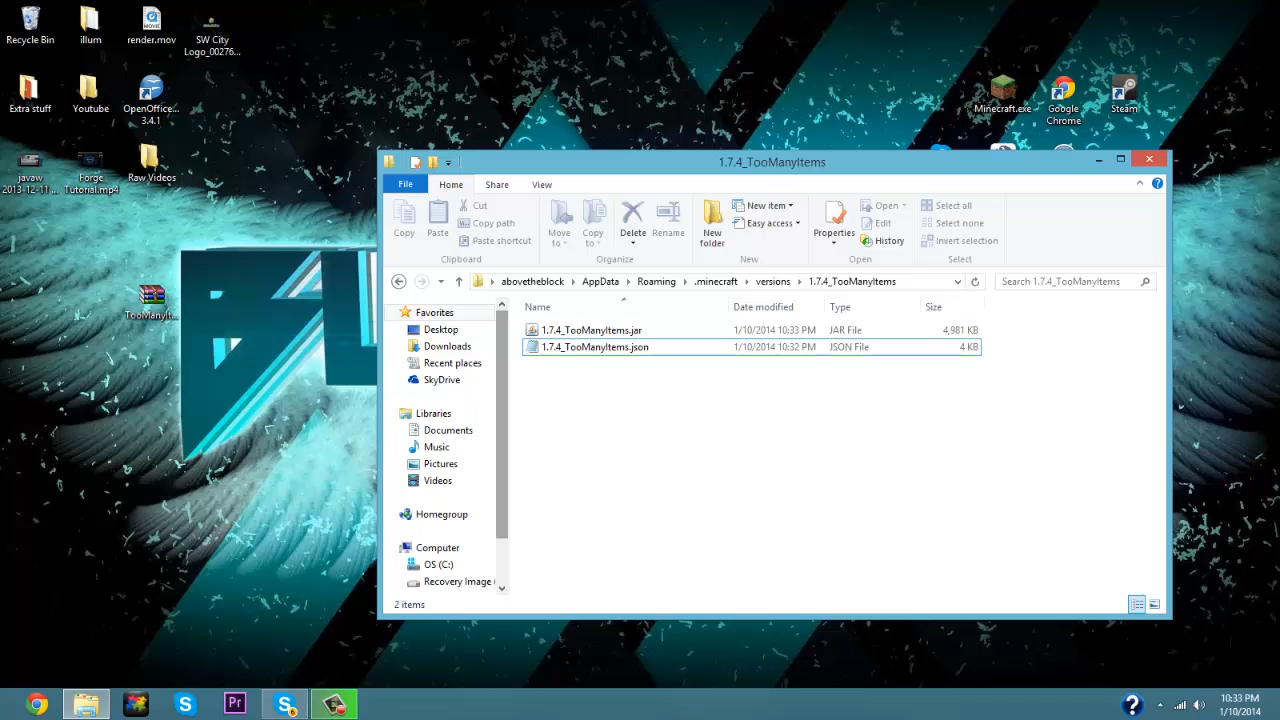 Recycle Bin
illum
render.mov
SW City
Logo_00276...
Extra stuff
Youtube
OpenOffice...
3.4.1
Minecraft.exe
Google
Chrome
Steam
javaw
2013-12-11 ...
Forge
Tutorial.mp4
Raw Videos
TooManyIt...
1.7.4_TooManyItems
File
Home
Share
View
Copy
Paste
Cut
Copy path
Paste shortcut
Move
to
Copy
to
Delete
Rename
New
folder
New item
Easy access
Properties
Open
Edit
History
Select all
Select none
Invert selection
Clipboard
Organize
New
Open
Select
abovetheblock
AppData
Roaming
.minecraft
versions
1.7.4_TooManyItems
Search 1.7.4_TooManyItems
Favorites
Desktop
Downloads
Recent places
SkyDrive
Libraries
Documents
Music
Pictures
Videos
Homegroup
Computer
OS (C:)
Recovery Image
Name
Date modified
Type
Size
1.7.4_TooManyItems.jar
1/10/2014 10:33 PM
JAR File
4,981 KB
1.7.4_TooManyItems.json
1/10/2014 10:32 PM
JSON File
4 KB
2 items
Pr
6
10:33 PM
1/10/2014